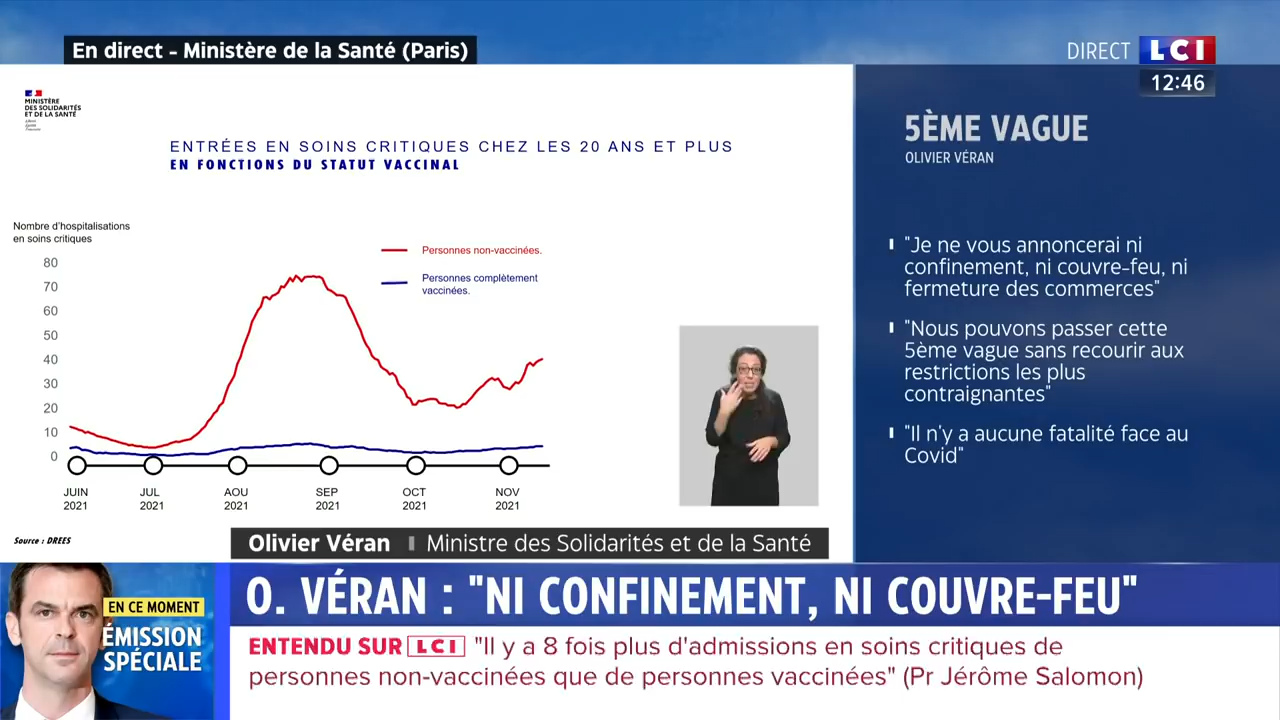 En direct - Ministère de la Santé (Paris)
DIRECT LCI
12:46
MINISTÈRE
DES SOLIDARITÉS
ET DE LA SANTÉ
ENTRÉES EN SOINS CRITIQUES CHEZ LES 20 ANS ET PLUS
EN FONCTIONS DU STATUT VACCINAL
Nombre d'hospitalisations
en soins critiques
Personnes non-vaccinées.
Personnes complètement
vaccinées.
80
70
60
50
40
30
20
10
0
JUIN JUL AOU SEP OCT NOV
2021 2021 2021 2021 2021 2021
Source : DREES
5ÈME VAGUE
OLIVIER VÉRAN
"Je ne vous annoncerai ni
confinement, ni couvre-feu, ni
fermeture des commerces"
"Nous pouvons passer cette
5ème vague sans recourir aux
restrictions les plus
contraignantes"
"Il n'y a aucune fatalité face au
Covid"
Olivier Véran Ministre des Solidarités et de la Santé
EN CE MOMENT
ÉMISSION
SPÉCIALE
O. VÉRAN : "NI CONFINEMENT, NI COUVRE-FEU"
ENTENDU SUR LCI "Il y a 8 fois plus d'admissions en soins critiques de
personnes non-vaccinées que de personnes vaccinées" (Pr Jérôme Salomon)